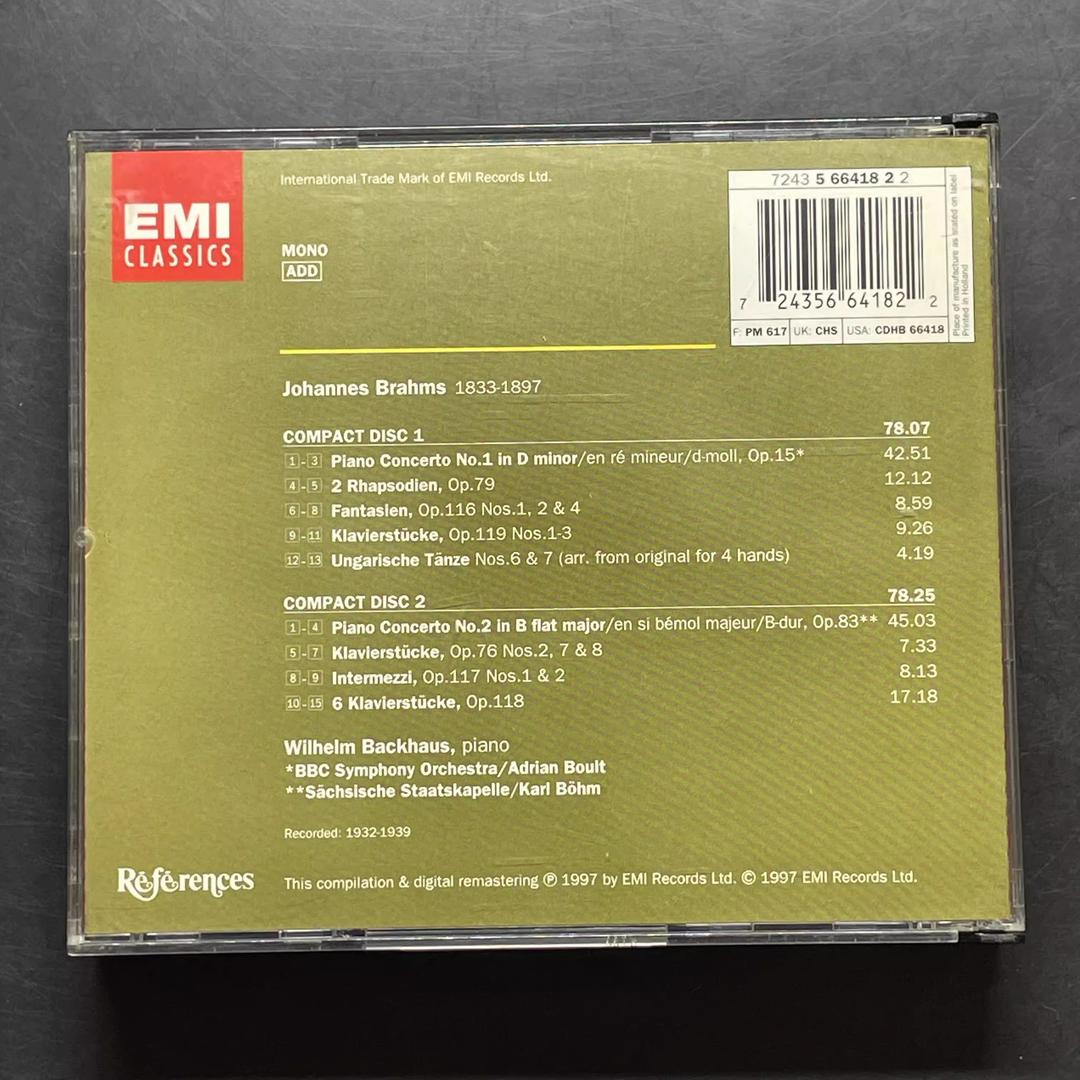 EMI
CLASSICS
International Trade Mark of EMI Records Ltd.
MONO
ADD
7243 5 66418 2 2
7 24356 64182 2
F: PM 617 UK: CHS USA: CDHB 66418
Place of manufacture as stated on label
Printed in Holland
Johannes Brahms 1833-1897
COMPACT DISC 1 78.07
1-3 Piano Concerto No.1 in D minor/en ré mineur/d-moll, Op.15* 42.51
4-5 2 Rhapsodien, Op.79 12.12
6-8 Fantasien, Op.116 Nos.1, 2 & 4 8.59
9-11 Klavierstücke, Op.119 Nos.1-3 9.26
12-13 Ungarische Tänze Nos.6 & 7 (arr. from original for 4 hands) 4.19
COMPACT DISC 2 78.25
1-4 Piano Concerto No.2 in B flat major/en si bémol majeur/B-dur, Op.83** 45.03
5-7 Klavierstücke, Op.76 Nos.2, 7 & 8 7.33
8-9 Intermezzi, Op.117 Nos.1 & 2 8.13
10-15 6 Klavierstücke, Op.118 17.18
Wilhelm Backhaus, piano
*BBC Symphony Orchestra/Adrian Boult
**Sächsische Staatskapelle/Karl Böhm
Recorded: 1932-1939
Références
This compilation & digital remastering ℗ 1997 by EMI Records Ltd. © 1997 EMI Records Ltd.